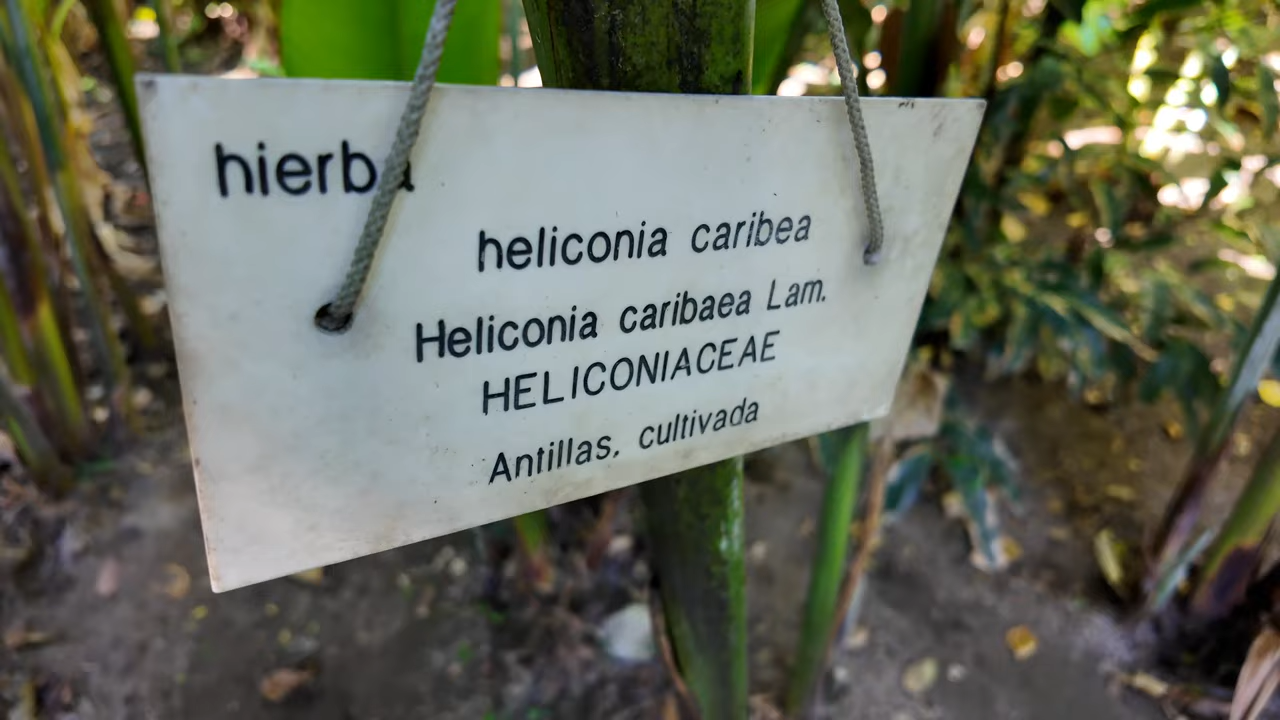 hierba
heliconia caribea
Heliconia caribaea Lam.
HELICONIACEAE
Antillas, cultivada